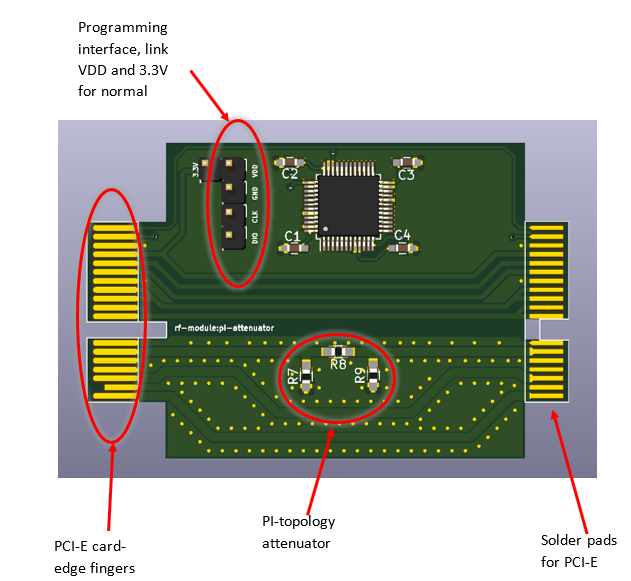 Programming
interface, link
VDD and 3.3V
for normal
3.3V
VDD
GND
CLK
DIO
C2
C3
C1
C4
rf-module:pi-attenuator
R8
R7
R9
PI-topology
attenuator
PCI-E card-
edge fingers
Solder pads
for PCI-E